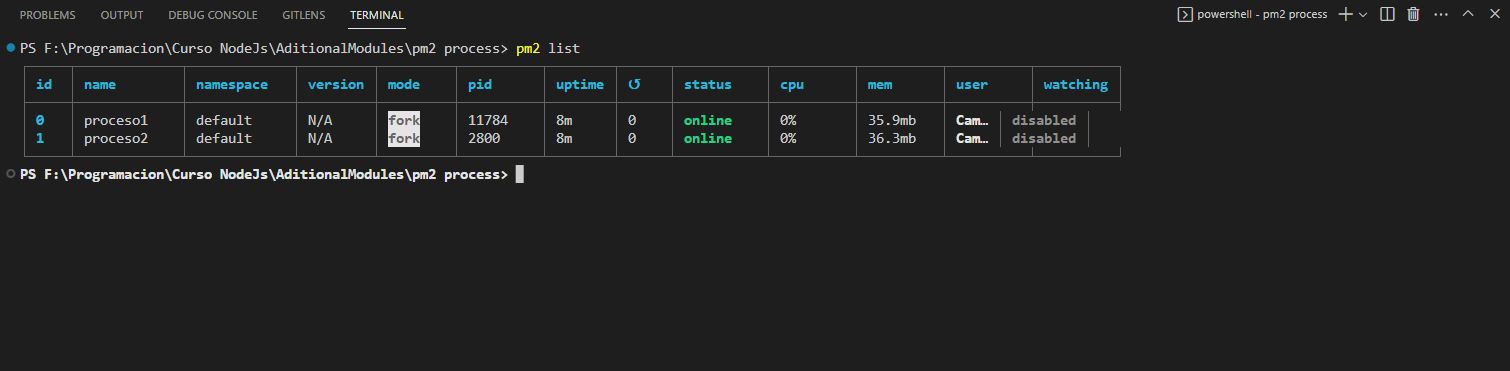 PROBLEMS OUTPUT DEBUG CONSOLE GITLENS TERMINAL powershell - pm2 process
PS F:\Programacion\Curso NodeJs\AditionalModules\pm2 process> pm2 list
id name namespace version mode pid uptime ↺ status cpu mem user watching
0 proceso1 default N/A fork 11784 8m 0 online 0% 35.9mb Cam… disabled
1 proceso2 default N/A fork 2800 8m 0 online 0% 36.3mb Cam… disabled
PS F:\Programacion\Curso NodeJs\AditionalModules\pm2 process>